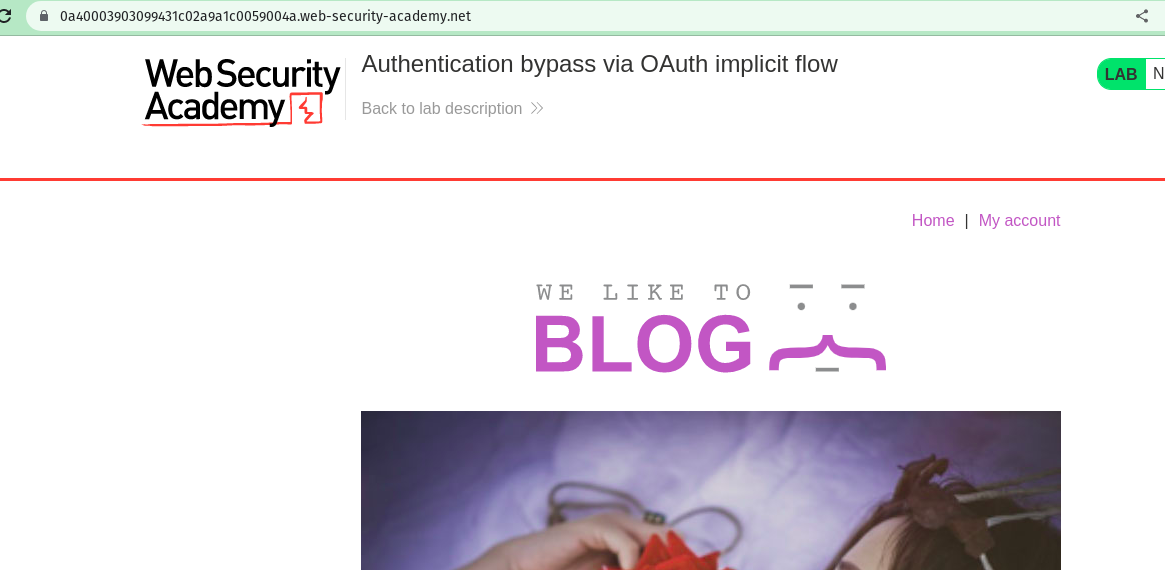 0a40003903099431c02a9a1c0059004a.web-security-academy.net
Web Security
Academy
Authentication bypass via OAuth implicit flow
Back to lab description
LAB N
Home | My account
WE LIKE TO
BLOG